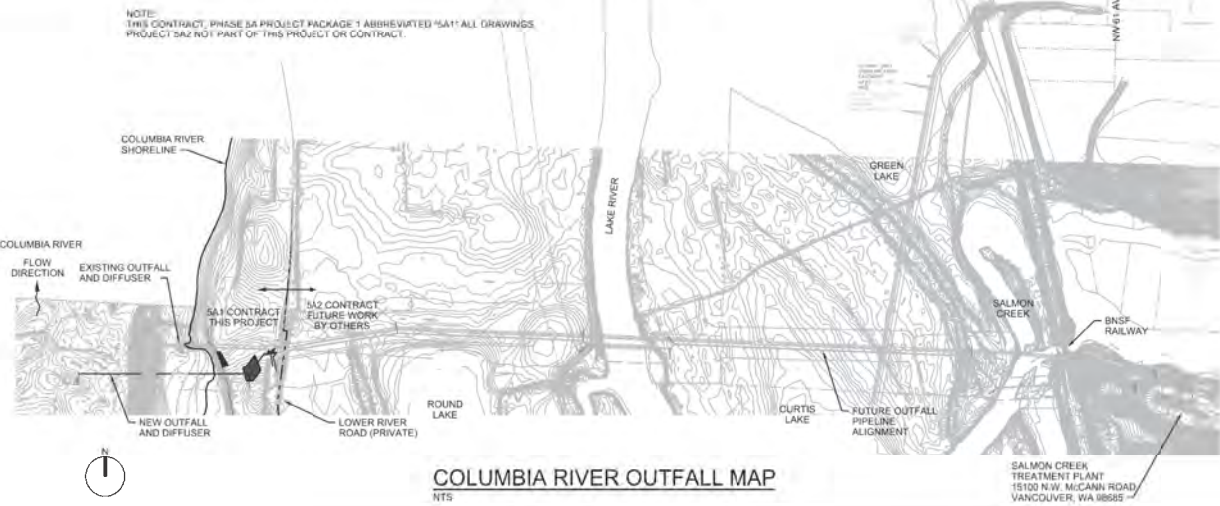 NOTE:
THIS CONTRACT, PHASE 5A PROJECT PACKAGE 1 ABBREVIATED "5A1" ALL DRAWINGS.
PROJECT 5A2 NOT PART OF THIS PROJECT OR CONTRACT.
NW 61 AV
COLUMBIA RIVER
SHORELINE
GREEN
LAKE
LAKE RIVER
COLUMBIA RIVER
FLOW
DIRECTION
EXISTING OUTFALL
AND DIFFUSER
5A1 CONTRACT
THIS PROJECT
5A2 CONTRACT
FUTURE WORK
BY OTHERS
SALMON
CREEK
BNSF
RAILWAY
NEW OUTFALL
AND DIFFUSER
LOWER RIVER
ROAD (PRIVATE)
ROUND
LAKE
CURTIS
LAKE
FUTURE OUTFALL
PIPELINE
ALIGNMENT
N
COLUMBIA RIVER OUTFALL MAP
NTS
SALMON CREEK
TREATMENT PLANT
15100 N.W. McCANN ROAD
VANCOUVER, WA 98685